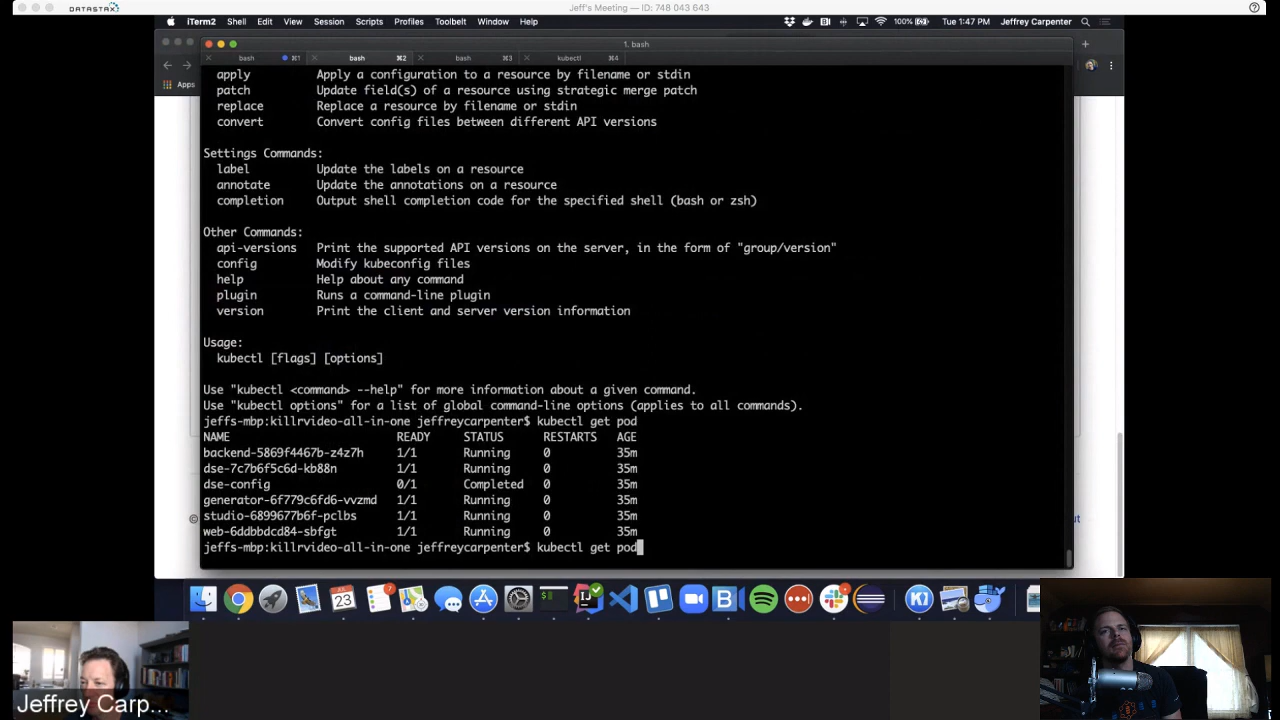 DATASTAX
Jeff's Meeting — ID: 748 043 643
iTerm2 Shell Edit View Session Scripts Profiles Toolbelt Window Help
100% Tue 1:47 PM Jeffrey Carpenter
1. bash
bash ⌘1 bash ⌘2 bash ⌘3 kubectl ⌘4
Apps
apply Apply a configuration to a resource by filename or stdin
patch Update field(s) of a resource using strategic merge patch
replace Replace a resource by filename or stdin
convert Convert config files between different API versions
Settings Commands:
label Update the labels on a resource
annotate Update the annotations on a resource
completion Output shell completion code for the specified shell (bash or zsh)
Other Commands:
api-versions Print the supported API versions on the server, in the form of "group/version"
config Modify kubeconfig files
help Help about any command
plugin Runs a command-line plugin
version Print the client and server version information
Usage:
kubectl [flags] [options]
Use "kubectl <command> --help" for more information about a given command.
Use "kubectl options" for a list of global command-line options (applies to all commands).
jeffs-mbp:killrvideo-all-in-one jeffreycarpenter$ kubectl get pod
NAME READY STATUS RESTARTS AGE
backend-5869f4467b-z4z7h 1/1 Running 0 35m
dse-7c7b6f5c6d-kb88n 1/1 Running 0 35m
dse-config 0/1 Completed 0 35m
generator-6f779c6fd6-vvzmd 1/1 Running 0 35m
studio-6899677b6f-pclbs 1/1 Running 0 35m
web-6ddbbdcd84-sbfgt 1/1 Running 0 35m
jeffs-mbp:killrvideo-all-in-one jeffreycarpenter$ kubectl get pod
Jeffrey Carp...